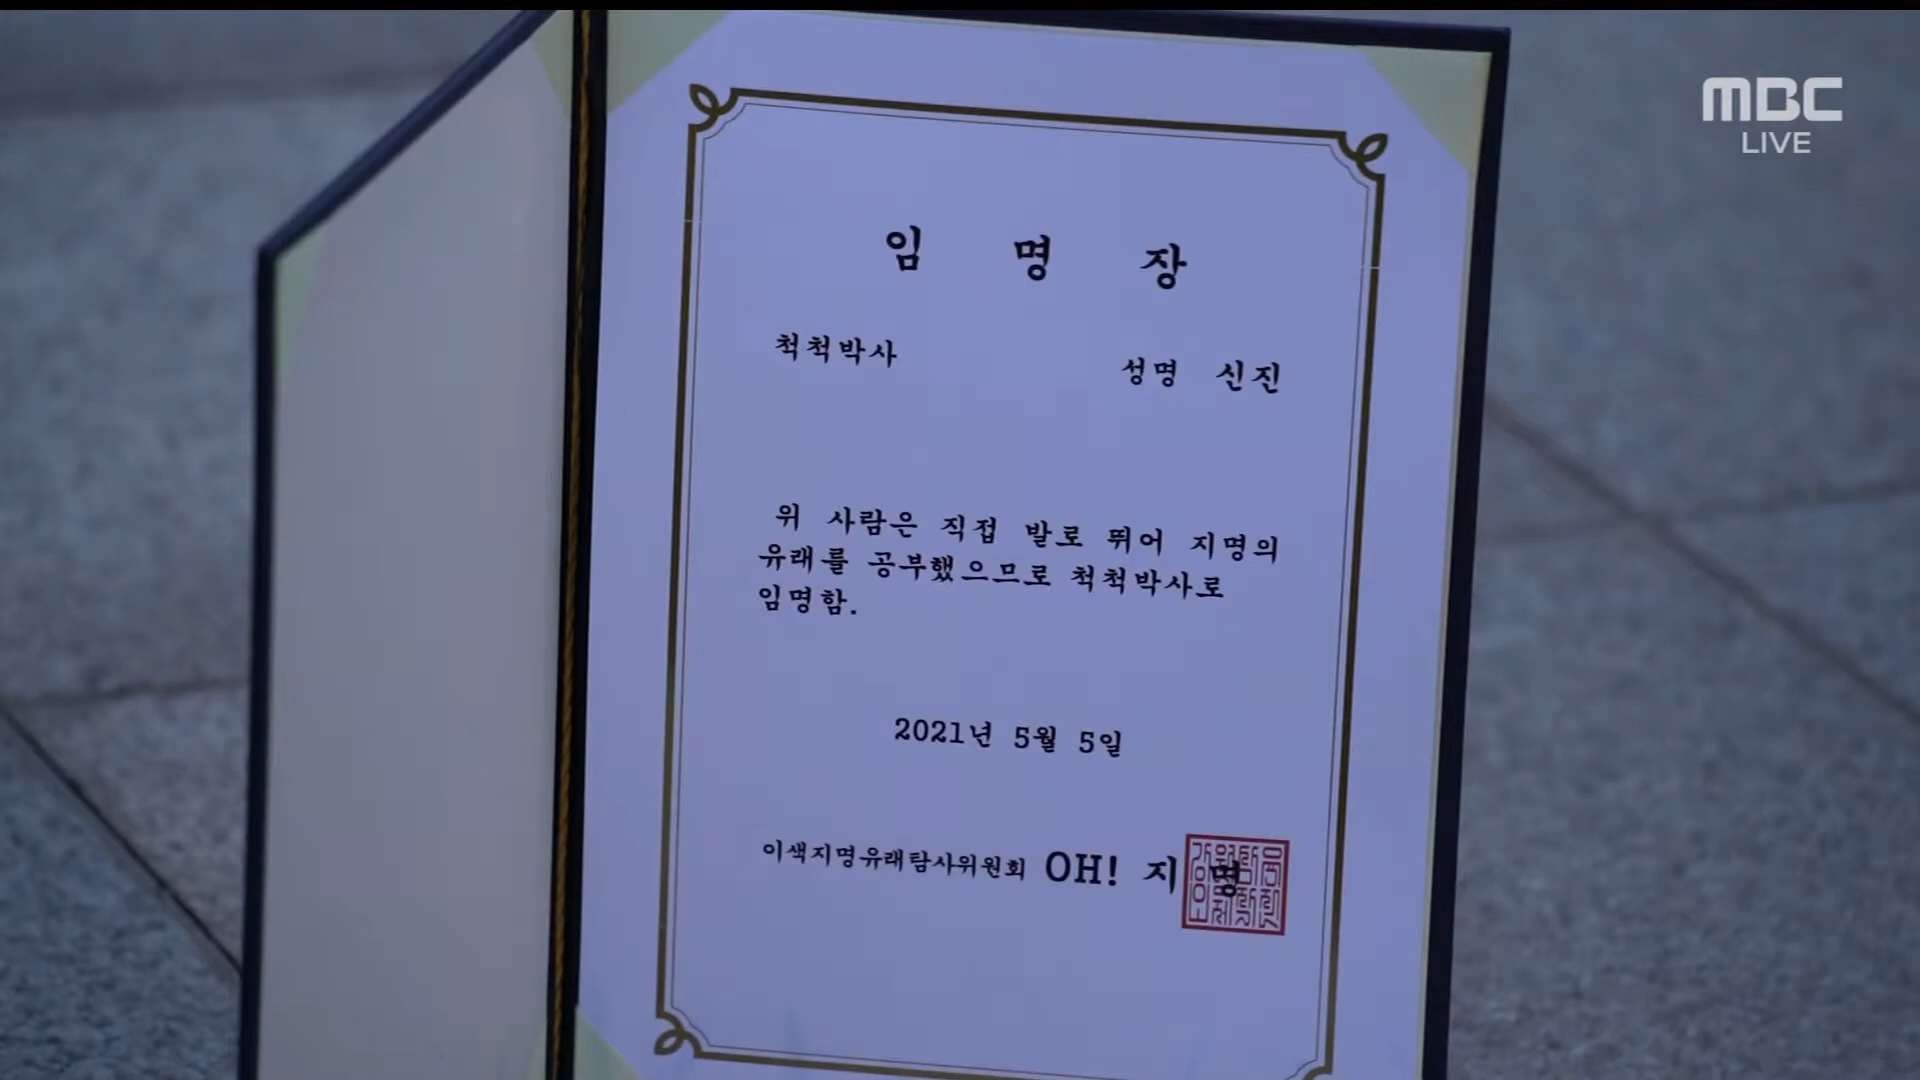 MBC
LIVE
임 명 장
척척박사 성명 신진
위 사람은 직접 발로 뛰어 지명의
유래를 공부했으므로 척척박사로
임명함.
2021년 5월 5일
이색지명유래탐사위원회 OH! 지 명